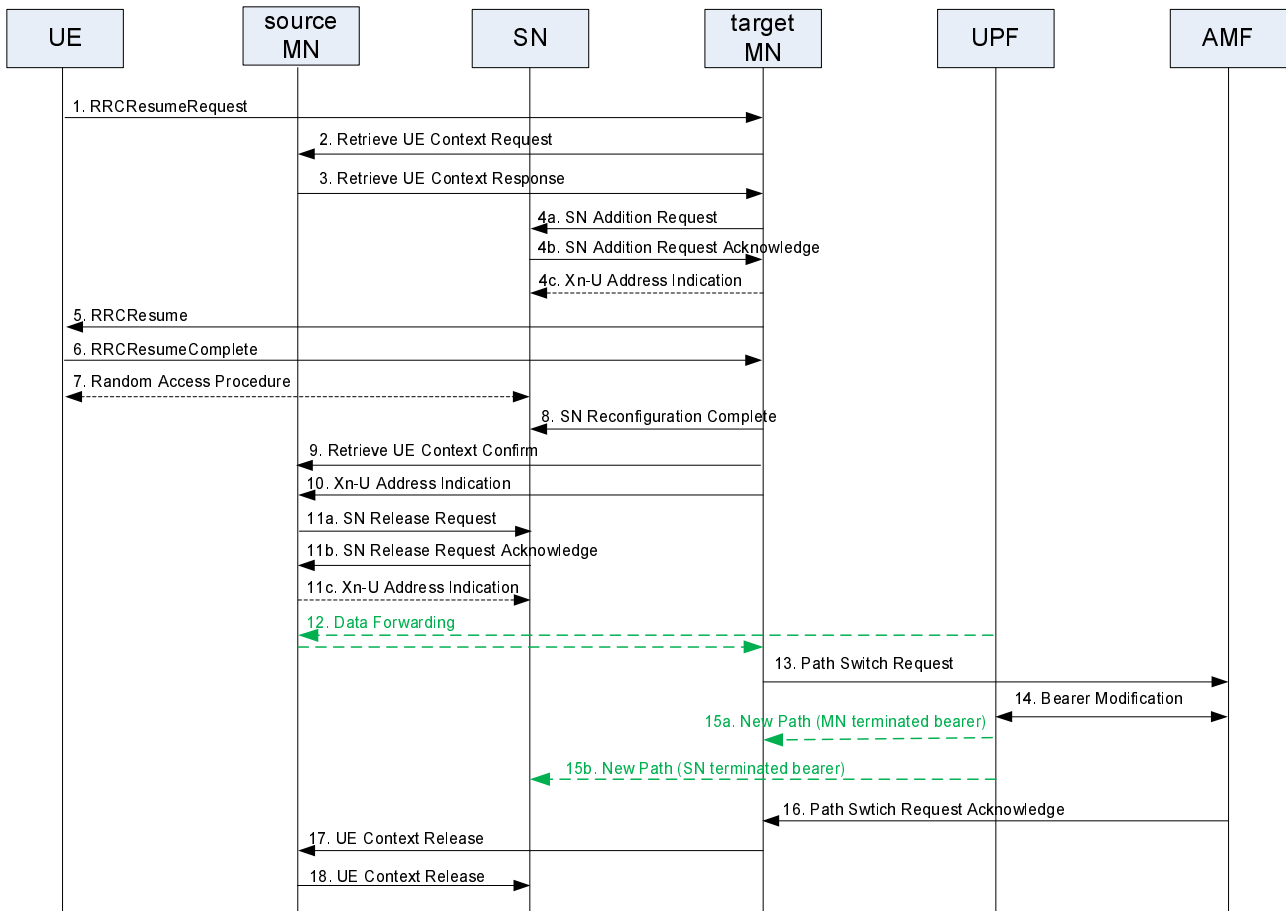 UE
source
MN
SN
target
MN
UPF
AMF
1. RRCResumeRequest
2. Retrieve UE Context Request
3. Retrieve UE Context Response
4a. SN Addition Request
4b. SN Addition Request Acknowledge
4c. Xn-U Address Indication
5. RRCResume
6. RRCResumeComplete
7. Random Access Procedure
8. SN Reconfiguration Complete
9. Retrieve UE Context Confirm
10. Xn-U Address Indication
11a. SN Release Request
11b. SN Release Request Acknowledge
11c. Xn-U Address Indication
12. Data Forwarding
13. Path Switch Request
14. Bearer Modification
15a. New Path (MN terminated bearer)
15b. New Path (SN terminated bearer)
16. Path Swtich Request Acknowledge
17. UE Context Release
18. UE Context Release